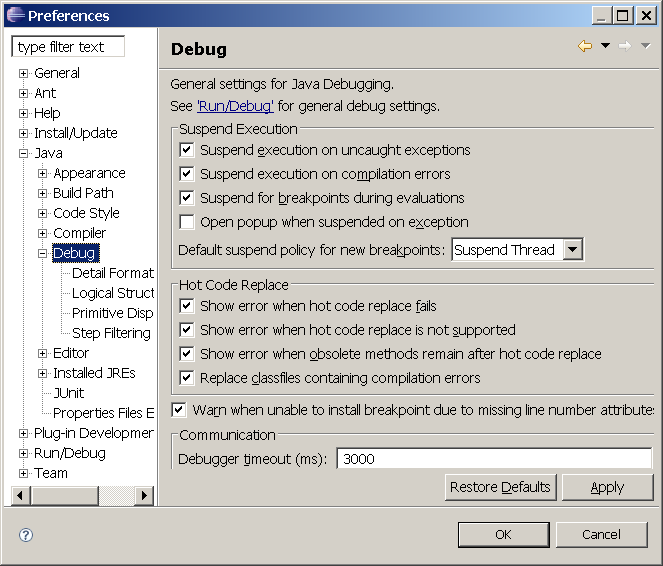 Preferences
type filter text
General
Ant
Help
Install/Update
Java
Appearance
Build Path
Code Style
Compiler
Debug
Detail Format
Logical Struct
Primitive Disp
Step Filtering
Editor
Installed JREs
JUnit
Properties Files E
Plug-in Developmen
Run/Debug
Team
Debug
General settings for Java Debugging.
See 'Run/Debug' for general debug settings.
Suspend Execution
Suspend execution on uncaught exceptions
Suspend execution on compilation errors
Suspend for breakpoints during evaluations
Open popup when suspended on exception
Default suspend policy for new breakpoints: Suspend Thread
Hot Code Replace
Show error when hot code replace fails
Show error when hot code replace is not supported
Show error when obsolete methods remain after hot code replace
Replace classfiles containing compilation errors
Warn when unable to install breakpoint due to missing line number attributes
Communication
Debugger timeout (ms): 3000
Restore Defaults Apply
? OK Cancel